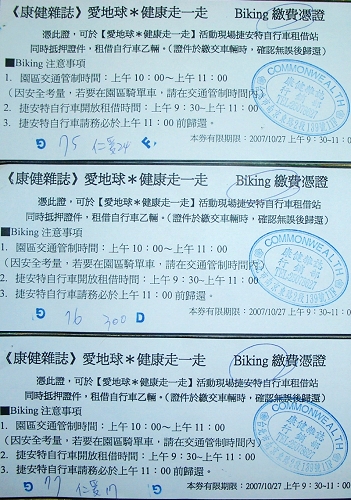 《康健雜誌》愛地球＊健康走一走 Biking 繳費憑證
憑此證，可於【愛地球＊健康走一走】活動現場捷安特自行車租借站
同時抵押證件，租借自行車乙輛。（證件於繳交車輛時，確認無誤後歸還）
■Biking 注意事項
1. 園區交通管制時間：上午 10：00～上午 11：00
（因安全考量，若要在園區騎單車，請在交通管制時間內）
2. 捷安特自行車開放租借時間：上午 9：30~上午 11：00
3. 捷安特自行車請務必於上午 11：00 前歸還。
COMMONWEALTH
本券有限期限：2007/10/27 上午 9：30~11：0
G 75 F
《康健雜誌》愛地球＊健康走一走 Biking 繳費憑證
憑此證，可於【愛地球＊健康走一走】活動現場捷安特自行車租借站
同時抵押證件，租借自行車乙輛。（證件於繳交車輛時，確認無誤後歸還）
■Biking 注意事項
1. 園區交通管制時間：上午 10：00～上午 11：00
（因安全考量，若要在園區騎單車，請在交通管制時間內）
2. 捷安特自行車開放租借時間：上午 9：30~上午 11：00
3. 捷安特自行車請務必於上午 11：00 前歸還。
COMMONWEALTH
本券有限期限：2007/10/27 上午 9：30~11：0
G 76 300 D
《康健雜誌》愛地球＊健康走一走 Biking 繳費憑證
憑此證，可於【愛地球＊健康走一走】活動現場捷安特自行車租借站
同時抵押證件，租借自行車乙輛。（證件於繳交車輛時，確認無誤後歸還）
■Biking 注意事項
1. 園區交通管制時間：上午 10：00～上午 11：00
（因安全考量，若要在園區騎單車，請在交通管制時間內）
2. 捷安特自行車開放租借時間：上午 9：30~上午 11：00
3. 捷安特自行車請務必於上午 11：00 前歸還。
COMMONWEALTH
本券有限期限：2007/10/27 上午 9：30~11：0
G 77 G